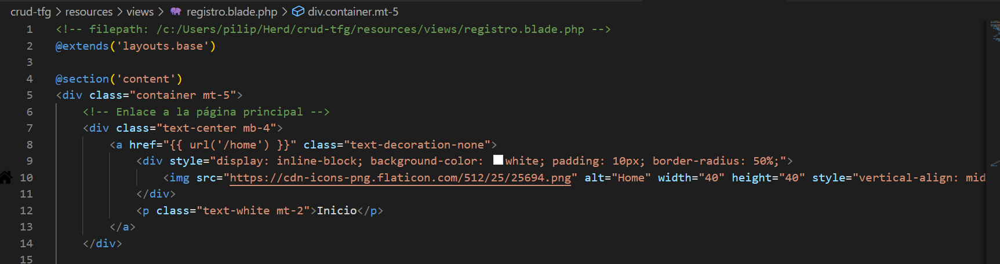 crud-tfg > resources > views > registro.blade.php > div.container.mt-5
1 <!-- filepath: /c:/Users/pilip/Herd/crud-tfg/resources/views/registro.blade.php -->
2 @extends('layouts.base')
3
4 @section('content')
5 <div class="container mt-5">
6 <!-- Enlace a la página principal -->
7 <div class="text-center mb-4">
8 <a href="{{ url('/home') }}" class="text-decoration-none">
9 <div style="display: inline-block; background-color: white; padding: 10px; border-radius: 50%;">
10 <img src="https://cdn-icons-png.flaticon.com/512/25/25694.png" alt="Home" width="40" height="40" style="vertical-align: mid
11 </div>
12 <p class="text-white mt-2">Inicio</p>
13 </a>
14 </div>
15